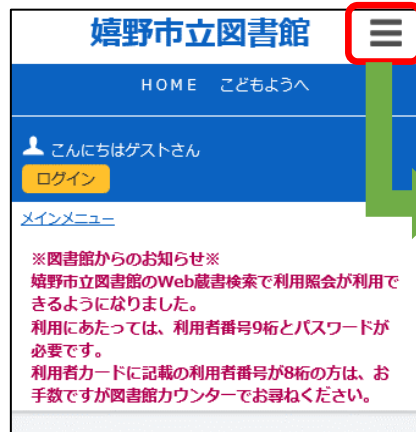 嬉野市立図書館
HOME こどもようへ
こんにちはゲストさん
ログイン
メインメニュー
※図書館からのお知らせ※
嬉野市立図書館のWeb蔵書検索で利用照会が利用で
きるようになりました。
利用にあたっては、利用者番号9桁とパスワードが
必要です。
利用者カードに記載の利用者番号が8桁の方は、お
手数ですが図書館カウンターでお尋ねください。